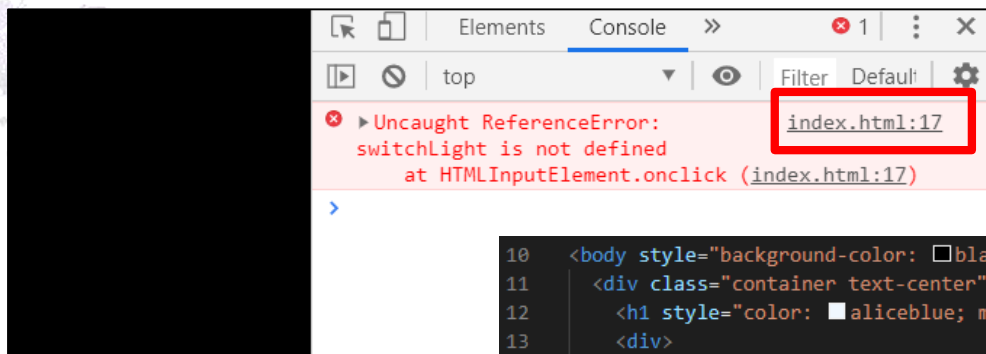 Elements Console » 1
top Filter Default
Uncaught ReferenceError: index.html:17
switchLight is not defined
at HTMLInputElement.onclick (index.html:17)
>
10 <body style="background-color: bla
11 <div class="container text-center"
12 <h1 style="color: aliceblue; m
13 <div>